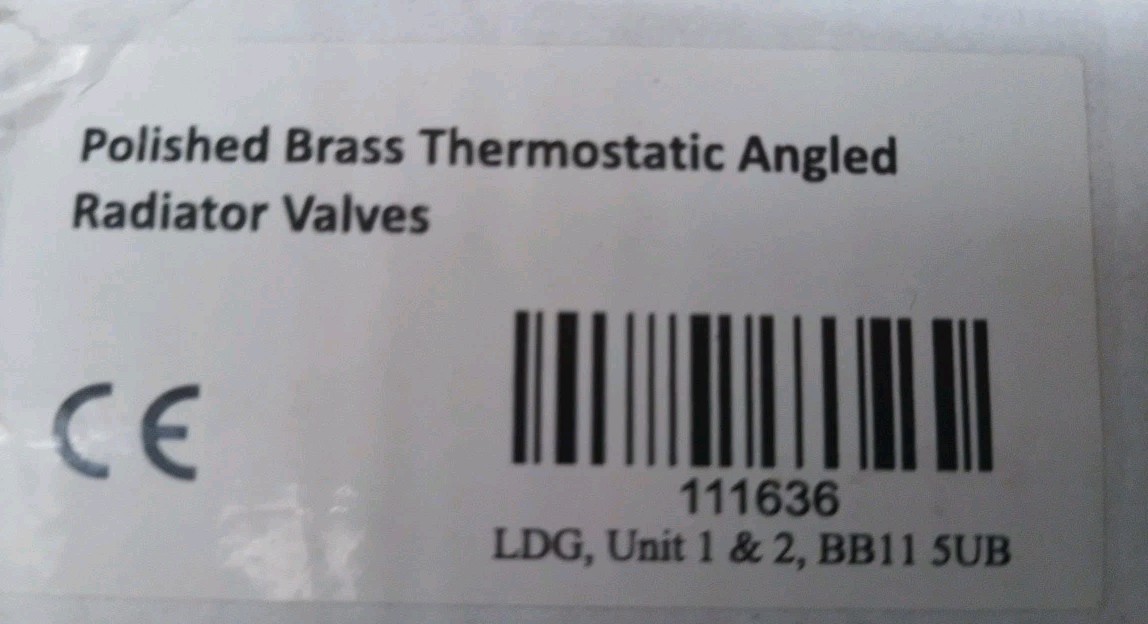 Polished Brass Thermostatic Angled
Radiator Valves
CE
111636
LDG, Unit 1 & 2, BB11 5UB